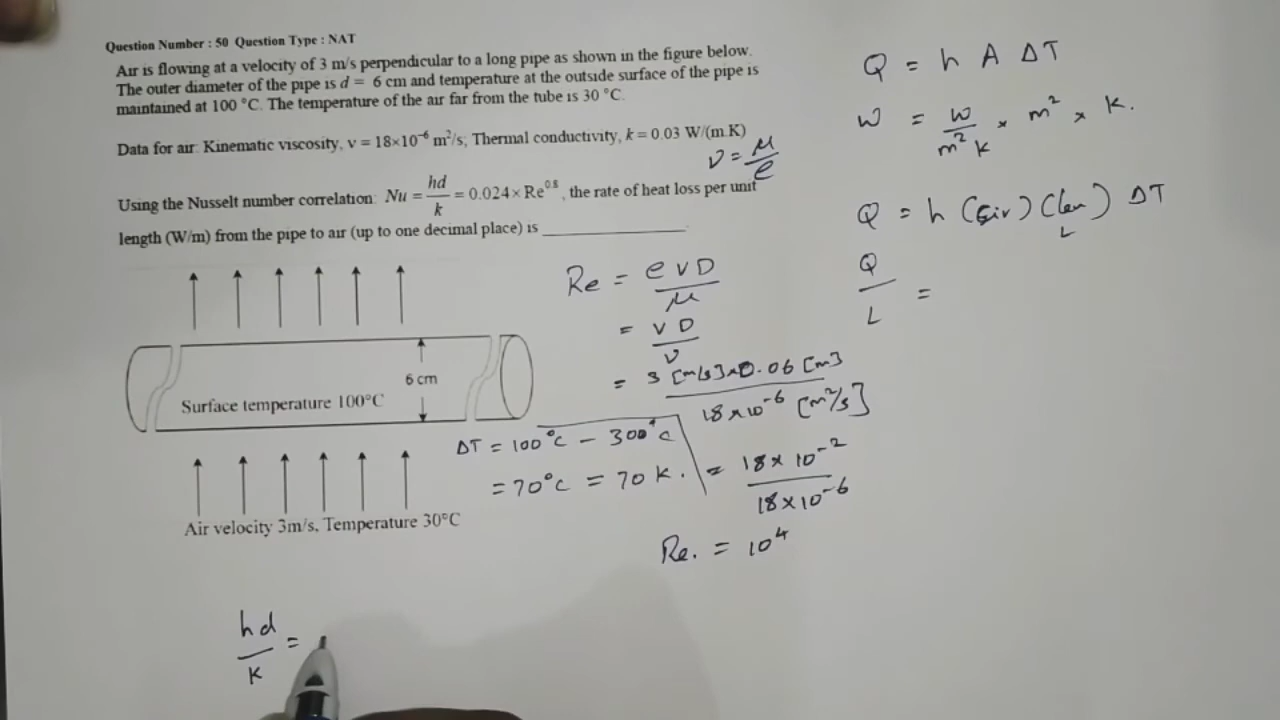 Question Number : 50 Question Type : NAT
Air is flowing at a velocity of 3 m/s perpendicular to a long pipe as shown in the figure below.
The outer diameter of the pipe is d = 6 cm and temperature at the outside surface of the pipe is
maintained at 100 °C. The temperature of the air far from the tube is 30 °C.
Data for air: Kinematic viscosity, ν = 18×10⁻⁶ m²/s; Thermal conductivity, k = 0.03 W/(m.K)
ν = μ/ρ
Using the Nusselt number correlation: Nu = hd/k = 0.024 × Re^0.8, the rate of heat loss per unit
length (W/m) from the pipe to air (up to one decimal place) is ____________.
6 cm
Surface temperature 100°C
Air velocity 3m/s, Temperature 30°C
Re = ρVD/μ
= VD/ν
= 3 [m/s] × 0.06 [m] / 18×10⁻⁶ [m²/s]
= 18×10⁻² / 18×10⁻⁶
Re. = 10⁴
ΔT = 100°C − 300°C
= 70°C = 70 K.
Q = h A ΔT
W = W/m²K × m² × K.
Q = h (cir) (len) ΔT
L
Q/L =
hd/K =